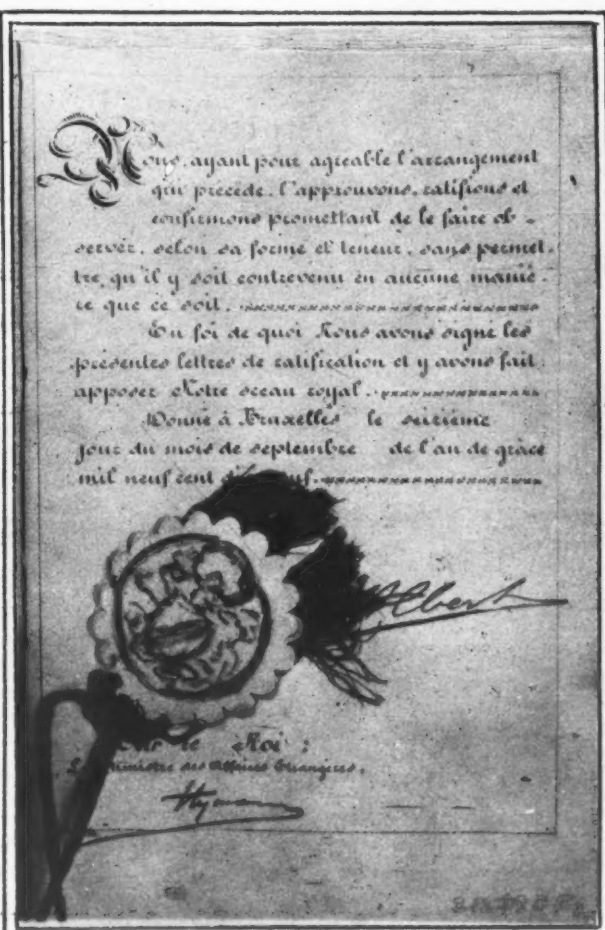 Nous, ayant pour agréable l'arrangement
qui précède, l'approuvons, ratifions et
confirmons promettant de le faire ob-
server, selon sa forme et teneur, sans permet-
tre, qu'il y soit contrevenu en aucune maniè-
re que ce soit.
En foi de quoi Nous avons signé les
présentes lettres de ratification et y avons fait
apposer Notre sceau royal.
Donné à Bruxelles le seizième
jour du mois de septembre de l'an de grâce
mil neuf cent
Albert
le Roi :
Ministre des Affaires Étrangères,
Hymans